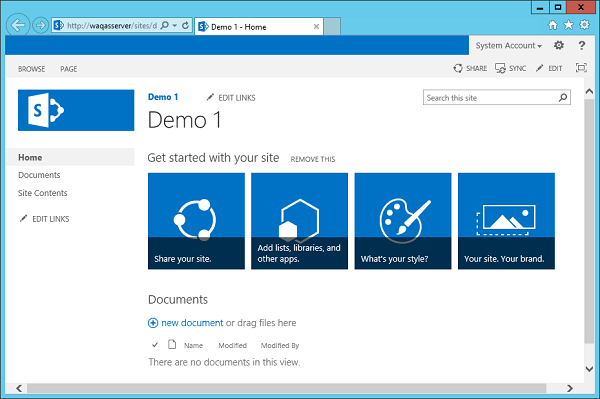 http://waqasserver/sites/d
Demo 1 - Home
System Account
?
BROWSE PAGE
SHARE SYNC EDIT
S
Demo 1 EDIT LINKS
Search this site
Demo 1
Home
Documents
Site Contents
EDIT LINKS
Get started with your site REMOVE THIS
Share your site.
Add lists, libraries, and
other apps.
What's your style?
Your site. Your brand.
Documents
new document or drag files here
Name Modified Modified By
There are no documents in this view.